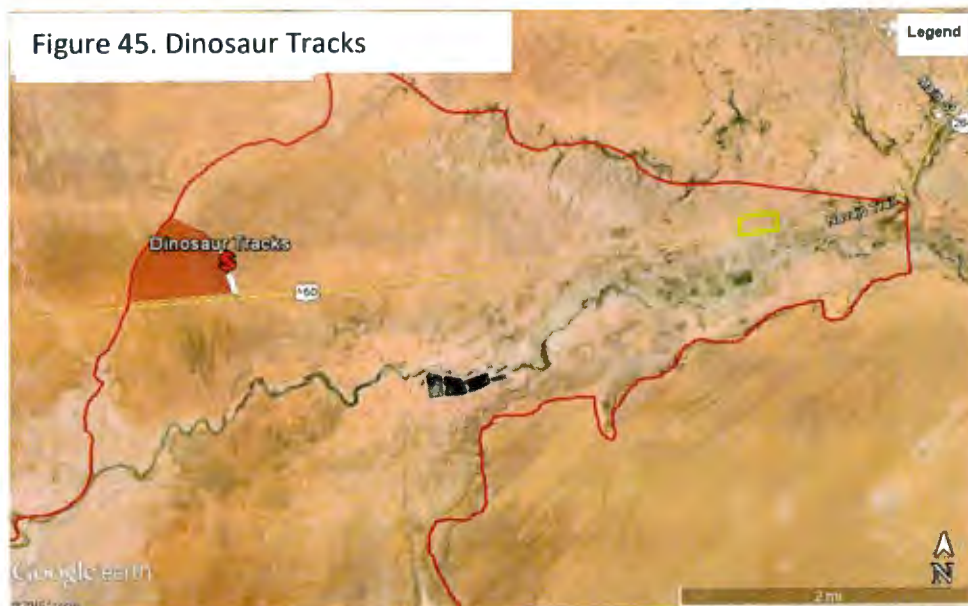 Figure 45. Dinosaur Tracks
Legend
Dinosaur Tracks
160
Navajo Trail
Google earth
N
2 mi